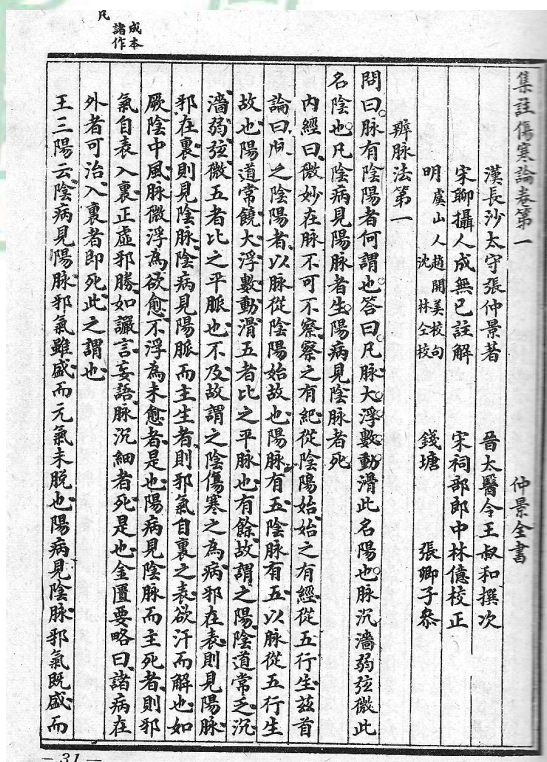 集註傷寒論卷第一
仲景全書
漢長沙太守張仲景著
晉太醫令王叔和撰次
宋聊攝人成無己註解
宋祠部郎中林億校正
明虞山人趙開美校句
沈林仝校
錢塘
張卿子叅
辨脉法第一
問曰脉有陰陽者何謂也答曰凡脉大浮數動滑此名陽也脉沉濇弱弦微此
名陰也凡陰病見陽脉者生陽病見陰脉者死
內經曰微妙在脉不可不察察之有紀從陰陽始始之有經從五行生茲首
論曰脉之陰陽者以脉從陰陽始故也陽脉有五陰脉有五以脉從五行生
故也陽道常饒大浮數動滑五者比之平脉也有餘故謂之陽陰道常乏沉
濇弱弦微五者比之平脈也不及故謂之陰傷寒之為病邪在表則見陽脉
邪在裏則見陰脉陰病見陽脈而主生者則邪氣自裏之表欲汗而解也如
厥陰中風脉微浮為欲愈不浮為未愈者是也陽病見陰脉而主死者則邪
氣自表入裏正虛邪勝如讝言妄語脉沉細者死是也金匱要略曰諸病在
外者可治入裏者即死此之謂也
王三陽云陰病見陽脉邪氣雖盛而元氣未脫也陽病見陰脉邪氣既盛而
凡
成本
諸作
— 31 —